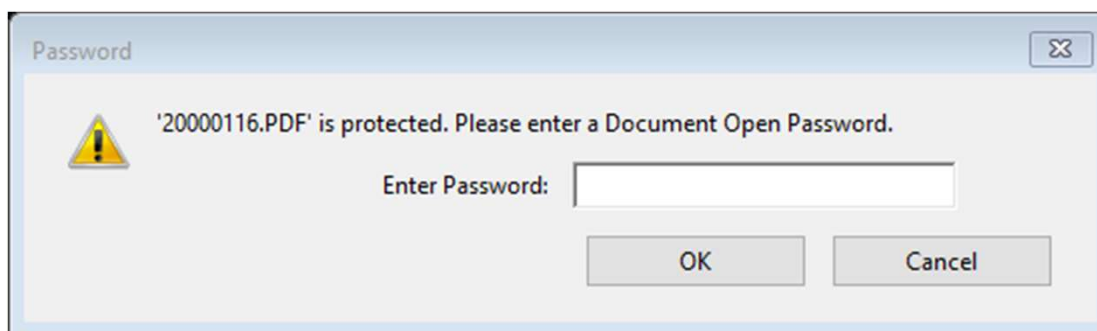 Password
'20000116.PDF' is protected. Please enter a Document Open Password.
Enter Password:
OK
Cancel